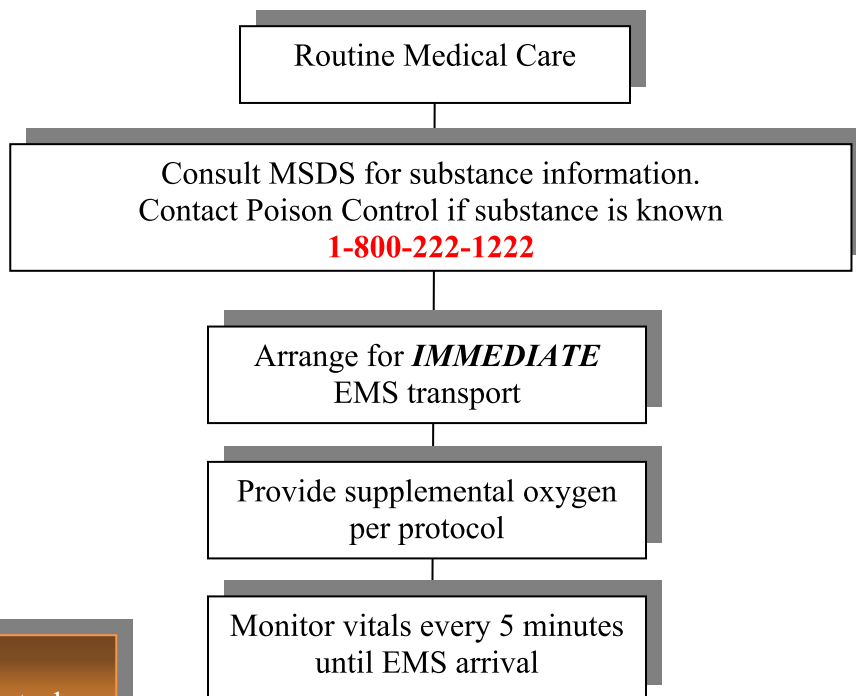 Routine Medical Care
Consult MSDS for substance information.
Contact Poison Control if substance is known
1-800-222-1222
Arrange for IMMEDIATE
EMS transport
Provide supplemental oxygen
per protocol
Monitor vitals every 5 minutes
until EMS arrival